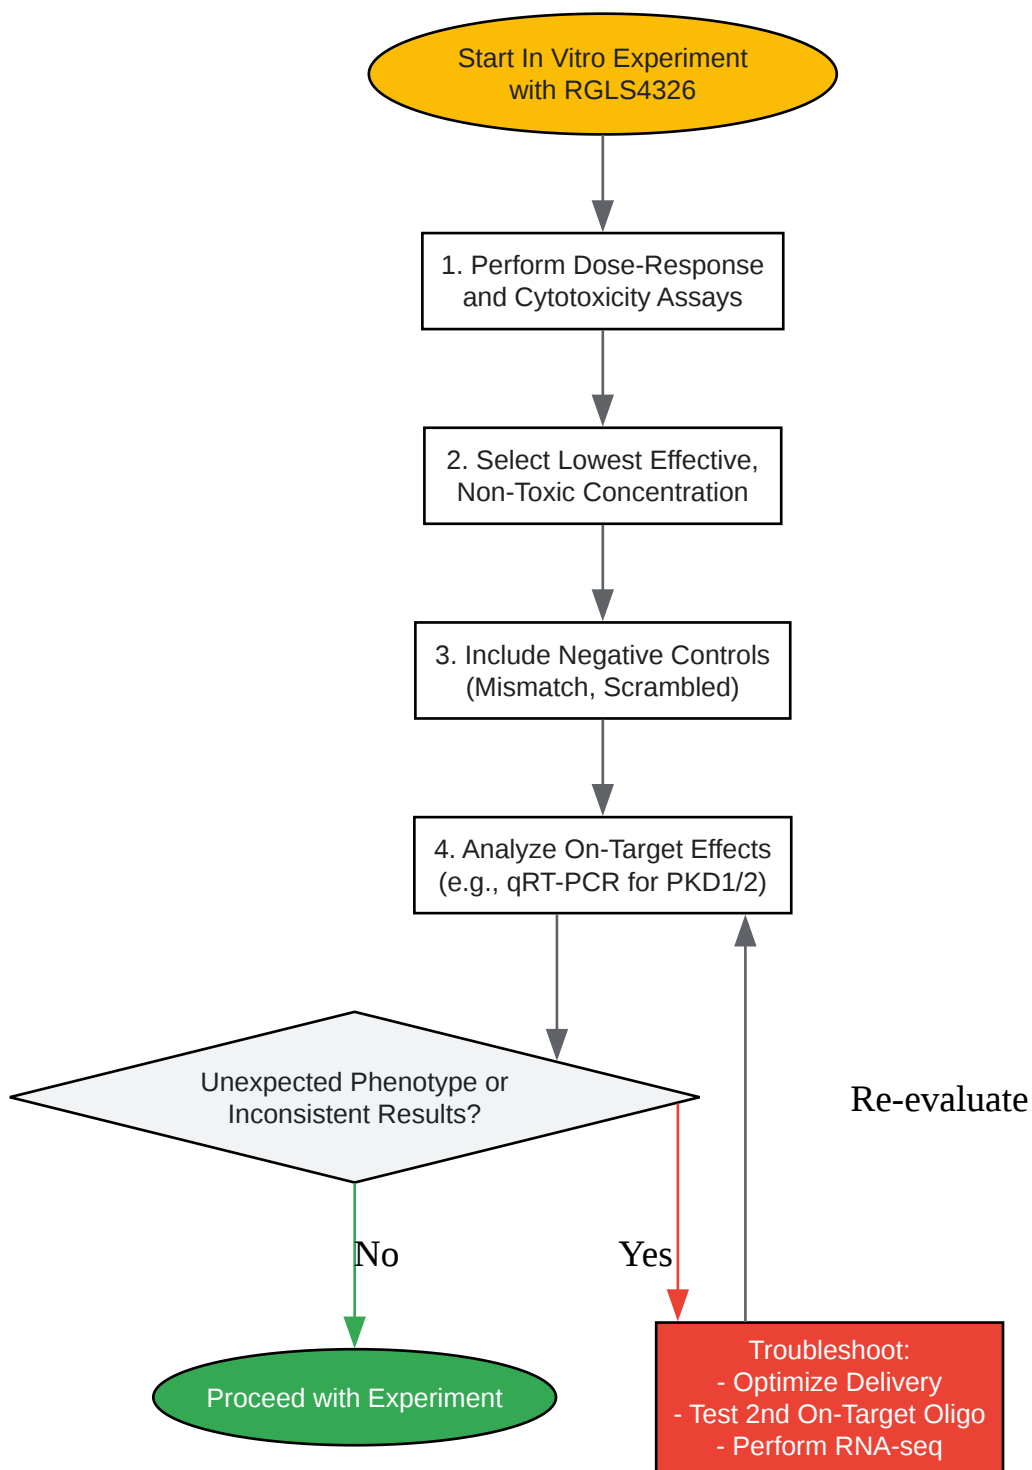 Start In Vitro Experiment
with RGLS4326
1. Perform Dose-Response
and Cytotoxicity Assays
2. Select Lowest Effective,
Non-Toxic Concentration
3. Include Negative Controls
(Mismatch, Scrambled)
4. Analyze On-Target Effects
(e.g., qRT-PCR for PKD1/2)
Unexpected Phenotype or
Inconsistent Results?
Re-evaluate
No
Yes
Proceed with Experiment
Troubleshoot:
- Optimize Delivery
- Test 2nd On-Target Oligo
- Perform RNA-seq